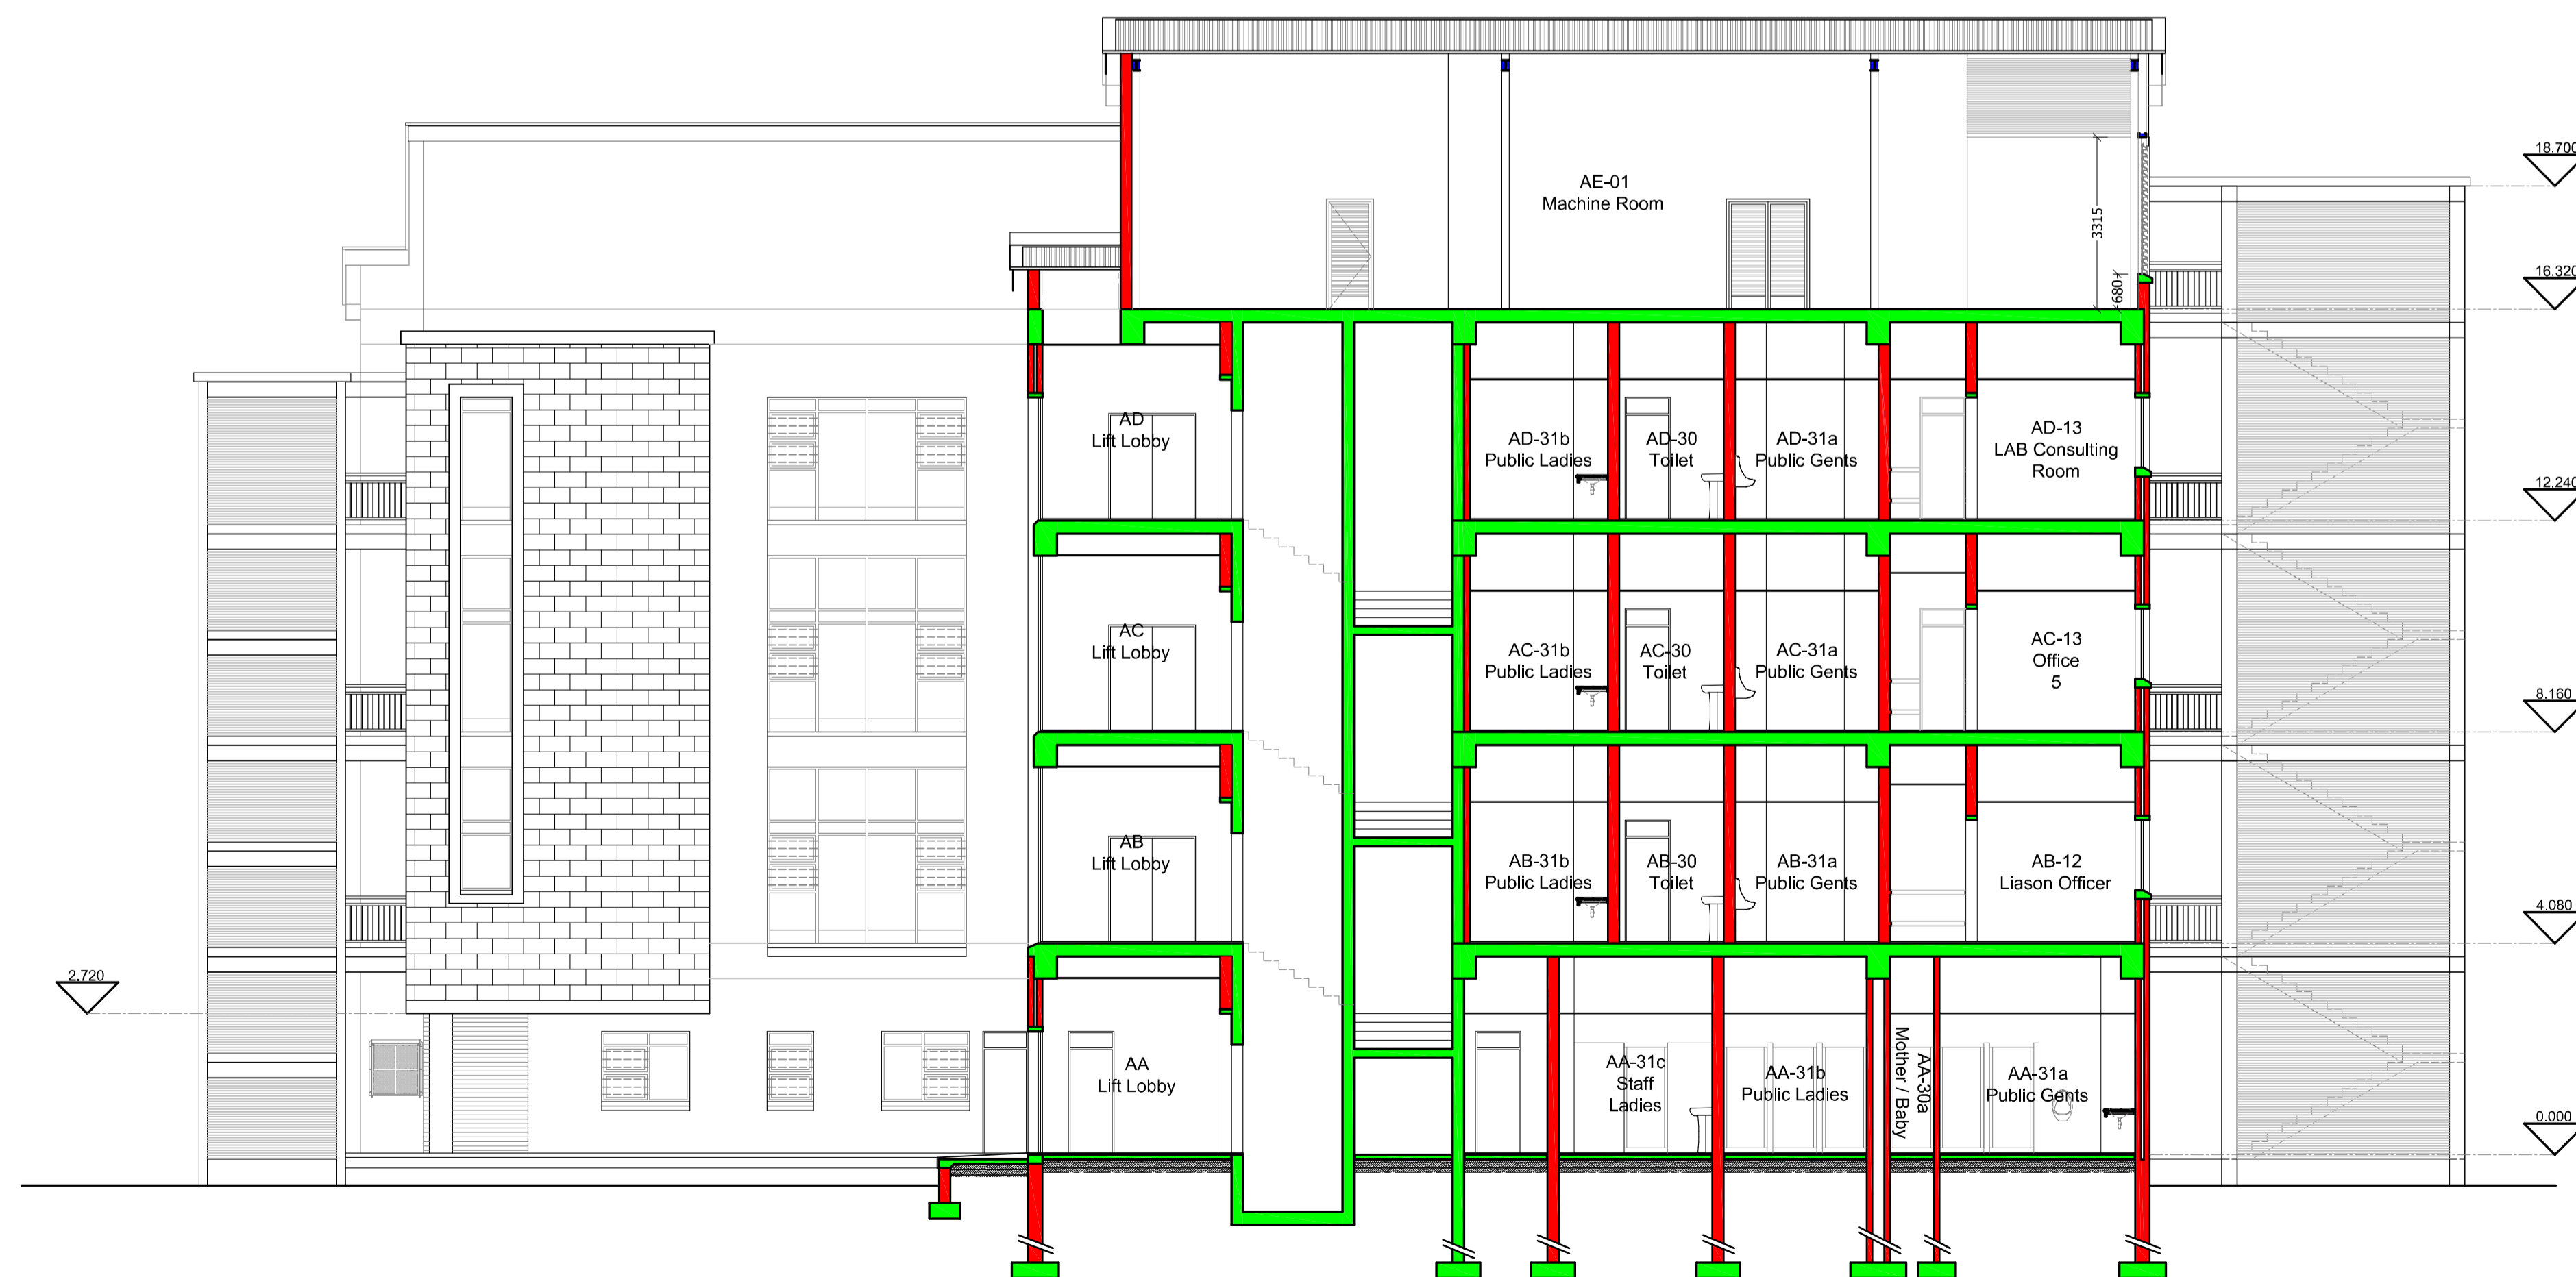 18.700
AE-01
Machine Room
3315
16.320
680
AD
Lift Lobby
AD-31b
Public Ladies
AD-30
Toilet
AD-31a
Public Gents
AD-13
LAB Consulting
Room
12.240
AC
Lift Lobby
AC-31b
Public Ladies
AC-30
Toilet
AC-31a
Public Gents
AC-13
Office
5
8.160
AB
Lift Lobby
AB-31b
Public Ladies
AB-30
Toilet
AB-31a
Public Gents
AB-12
Liason Officer
4.080
2.720
AA
Lift Lobby
AA-31c
Staff
Ladies
AA-31b
Public Ladies
AA-30a
Mother / Baby
AA-31a
Public Gents
0.000